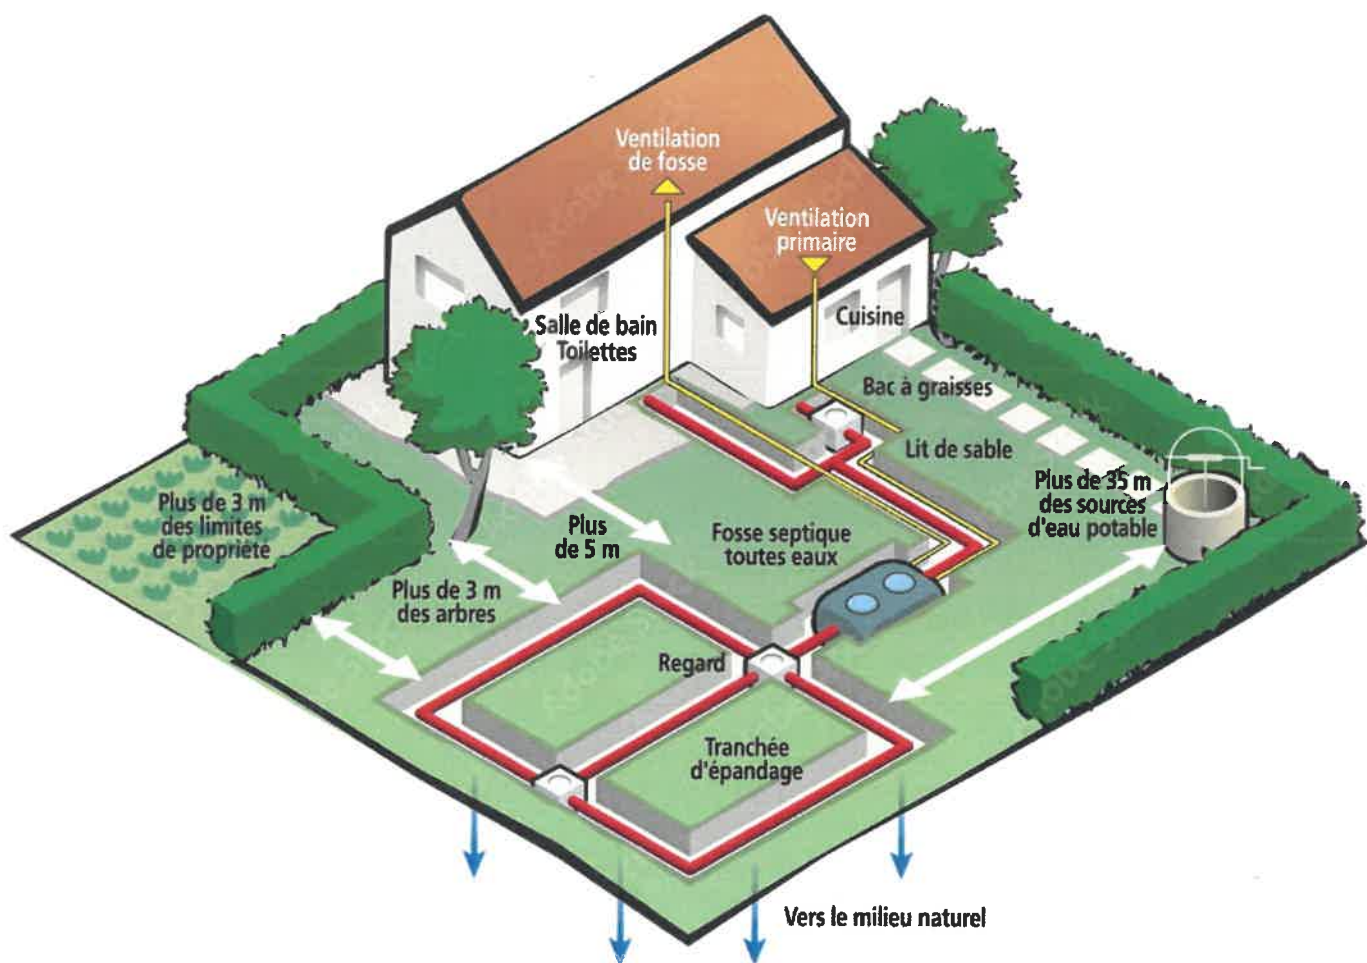 Ventilation
de fosse
Ventilation
primaire
Salle de bain
Toilettes
Cuisine
Bac à graisses
Lit de sable
Plus de 35 m
des sources
d'eau potable
Plus de 3 m
des limites
de propriété
Plus
de 5 m
Fosse septique
toutes eaux
Plus de 3 m
des arbres
Regard
Tranchée
d'épandage
Vers le milieu naturel